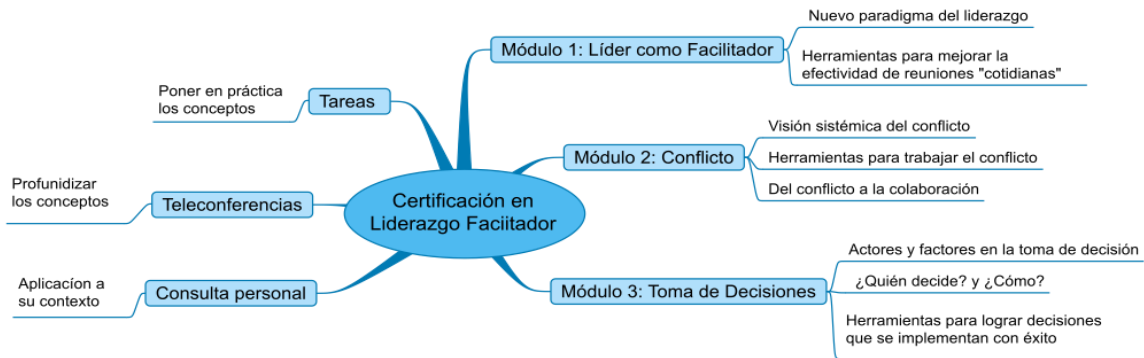 Certificación en
Liderazgo Faciitador
Módulo 1: Líder como Facilitador
Nuevo paradigma del liderazgo
Herramientas para mejorar la
efectividad de reuniones "cotidianas"
Módulo 2: Conflicto
Visión sistémica del conflicto
Herramientas para trabajar el conflicto
Del conflicto a la colaboración
Módulo 3: Toma de Decisiones
Actores y factores en la toma de decisión
¿Quién decide? y ¿Cómo?
Herramientas para lograr decisiones
que se implementan con éxito
Tareas
Poner en práctica
los conceptos
Teleconferencias
Profunidizar
los conceptos
Consulta personal
Aplicacíon a
su contexto